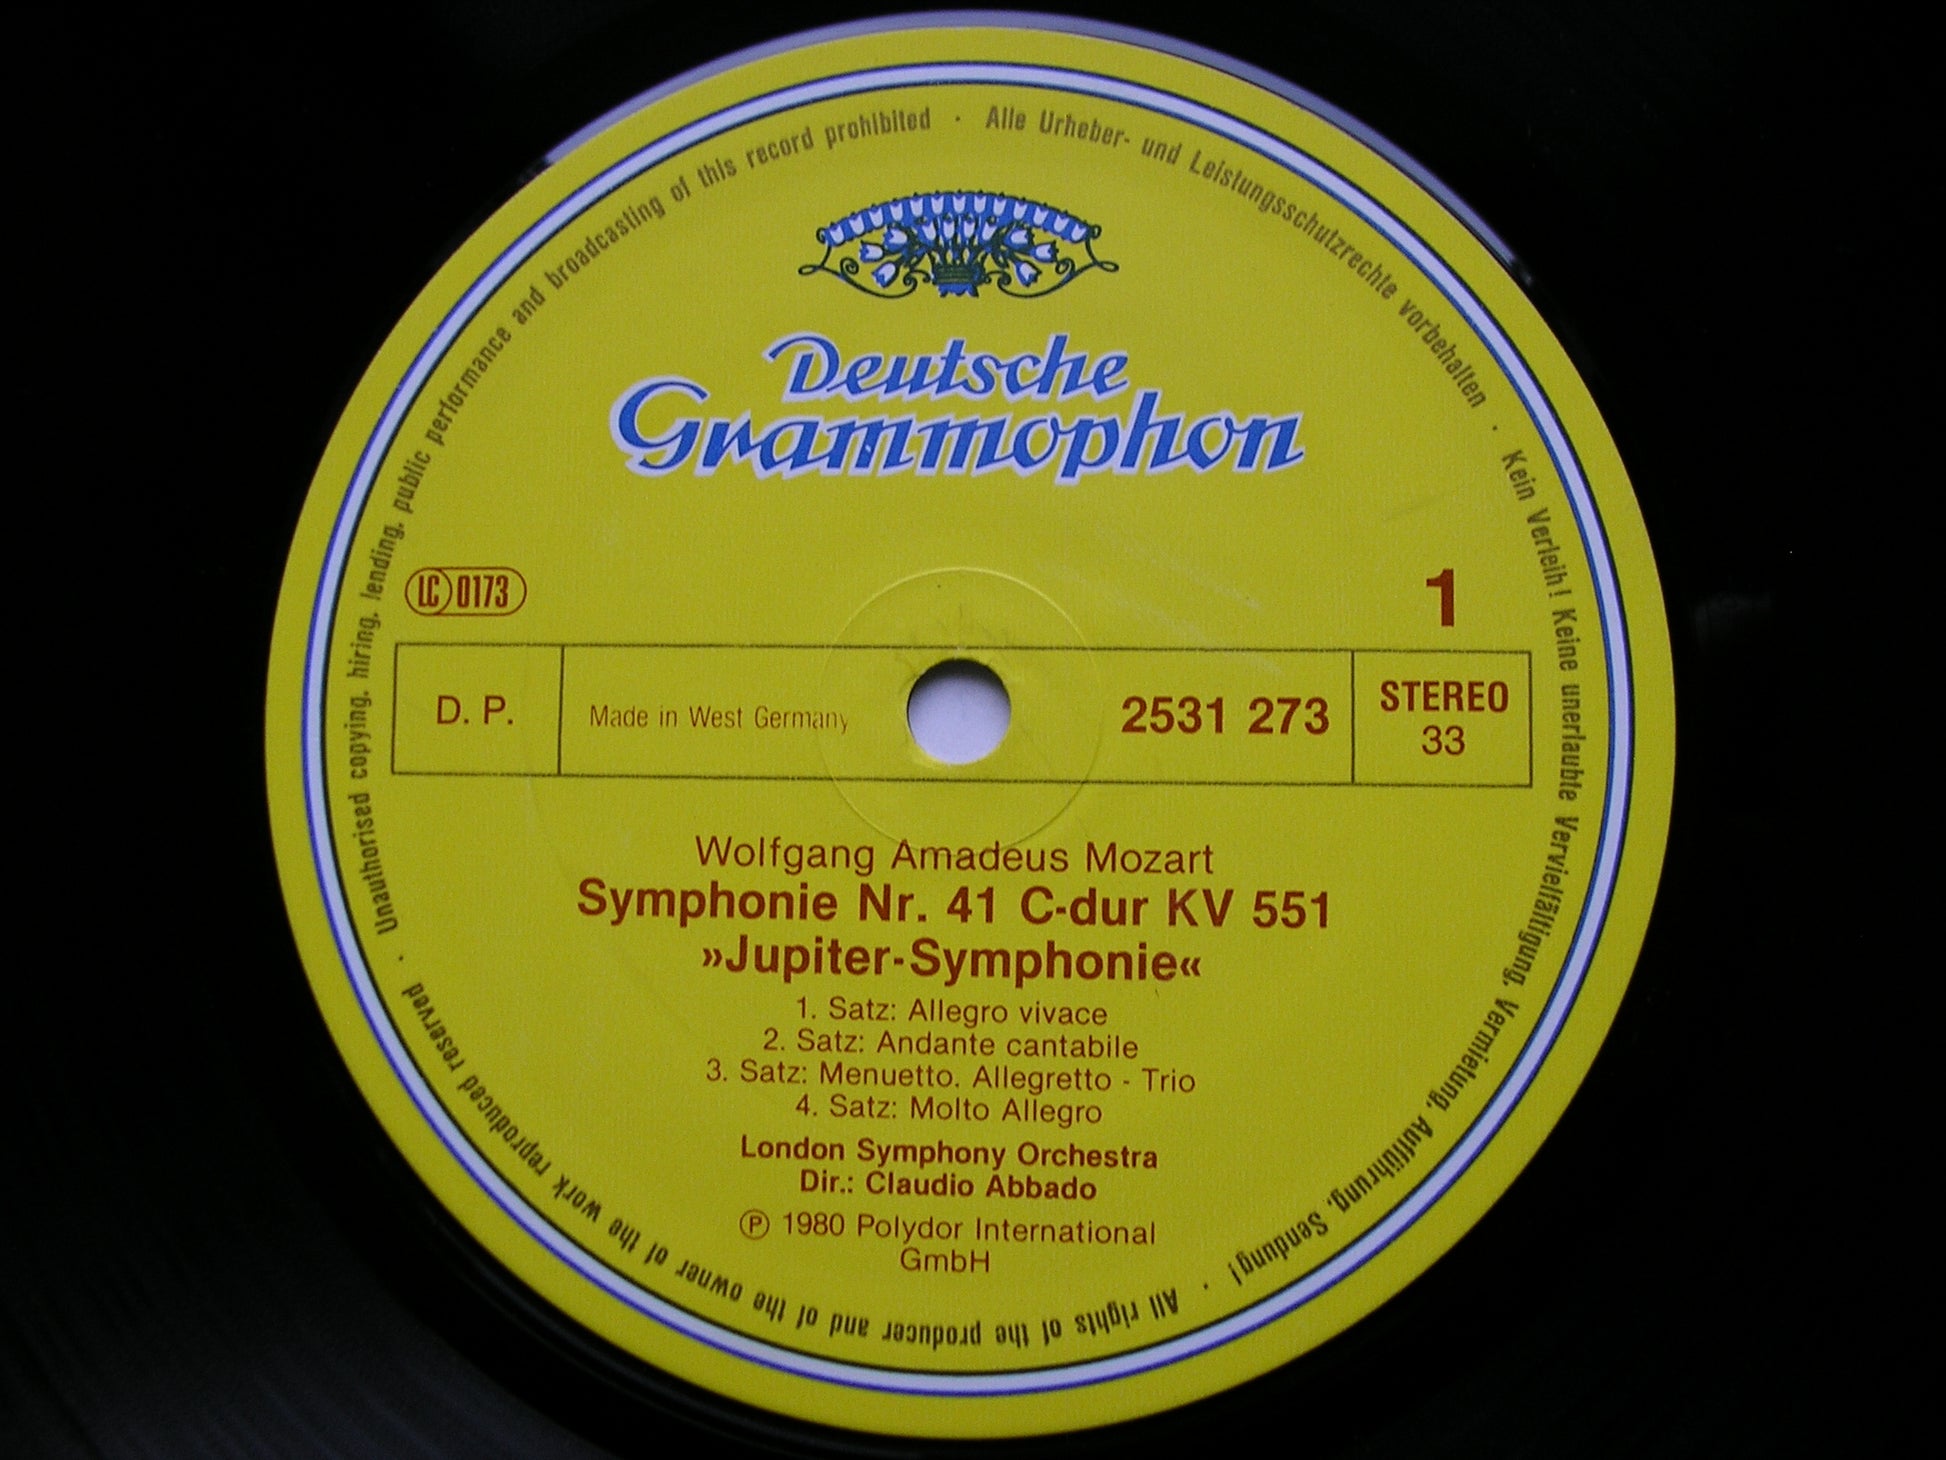 Deutsche
Grammophon
LC 0173
1
D. P.
Made in West Germany
2531 273
STEREO
33
Wolfgang Amadeus Mozart
Symphonie Nr. 41 C-dur KV 551
»Jupiter-Symphonie«
1. Satz: Allegro vivace
2. Satz: Andante cantabile
3. Satz: Menuetto. Allegretto - Trio
4. Satz: Molto Allegro
London Symphony Orchestra
Dir.: Claudio Abbado
Ⓟ 1980 Polydor International
GmbH
Alle Urheber- und Leistungsschutzrechte vorbehalten · Kein Verleih! Keine unerlaubte Vervielfältigung, Vermietung, Aufführung, Sendung! · All rights of the producer and of the owner of the work reproduced reserved · Unauthorised copying, hiring, lending, public performance and broadcasting of this record prohibited ·